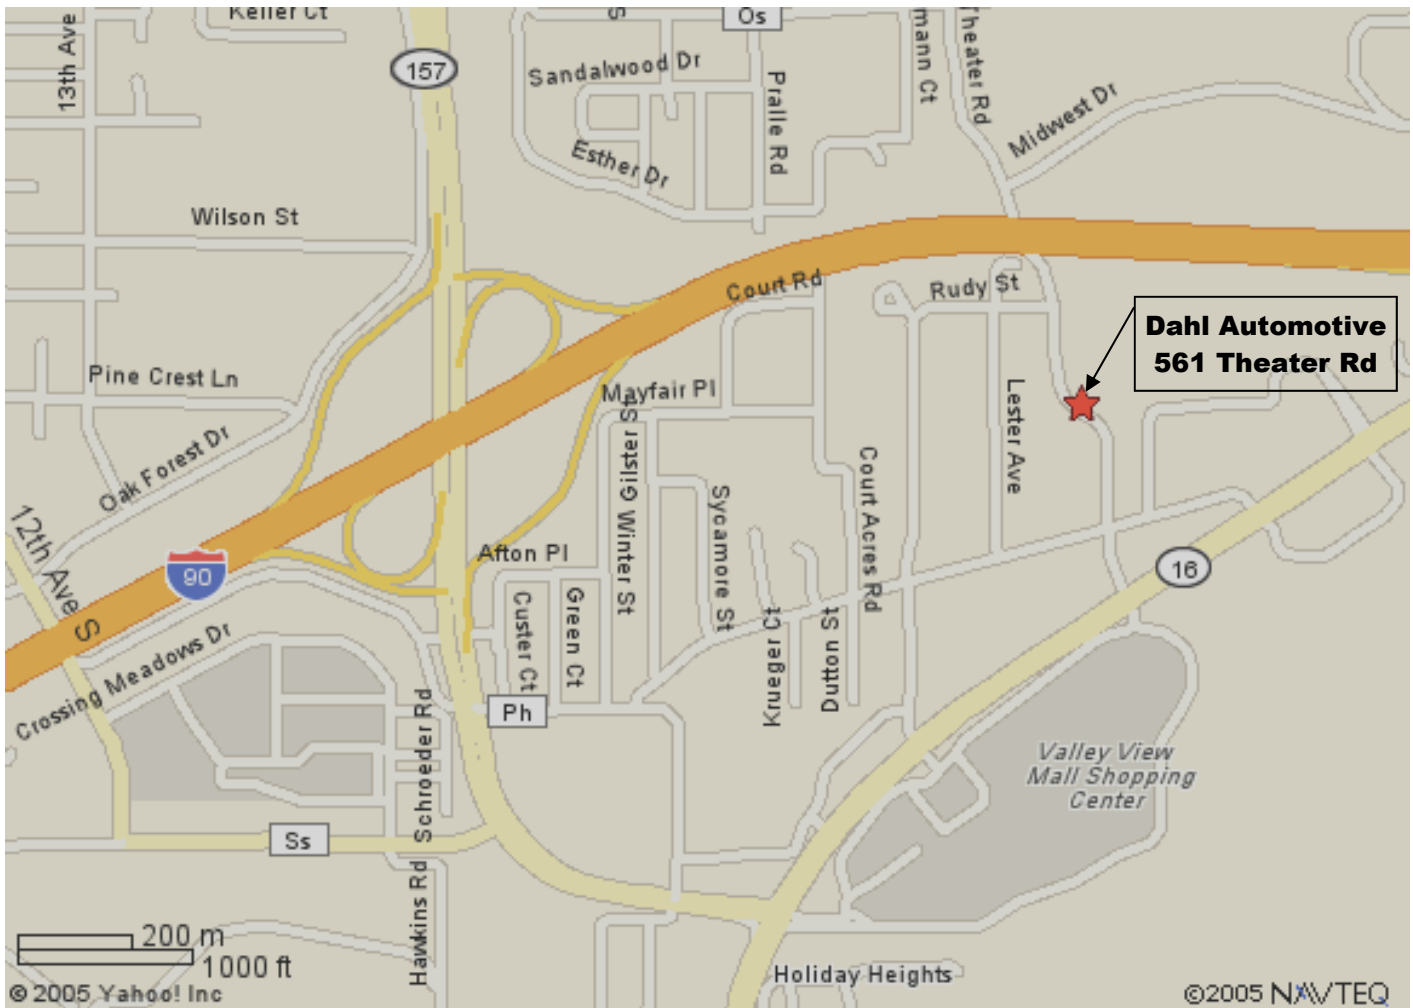 Keller Ct
S
Os
13th Ave
157
Sandalwood Dr
Pralle Rd
mann Ct
Theater Rd
Midwest Dr
Esther Dr
Wilson St
Court Rd
Rudy St
Dahl Automotive
561 Theater Rd
Pine Crest Ln
Mayfair Pl
Lester Ave
Oak Forest Dr
Gilster St
Winter St
Sycamore St
Court Acres Rd
12th Ave S
90
Afton Pl
16
Custer Ct
Green Ct
Krueger Ct
Dutton St
Crossing Meadows Dr
Schroeder Rd
Ph
Valley View
Mall Shopping
Center
Ss
Hawkins Rd
200 m
1000 ft
Holiday Heights
© 2005 Yahoo! Inc
©2005 NAVTEQ